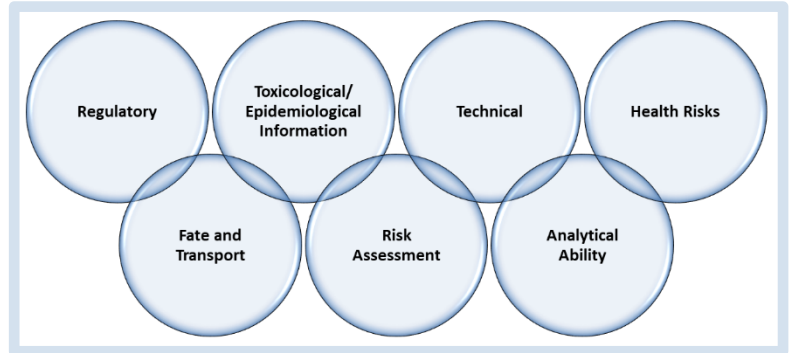 Regulatory
Toxicological/
Epidemiological
Information
Technical
Health Risks
Fate and
Transport
Risk
Assessment
Analytical
Ability